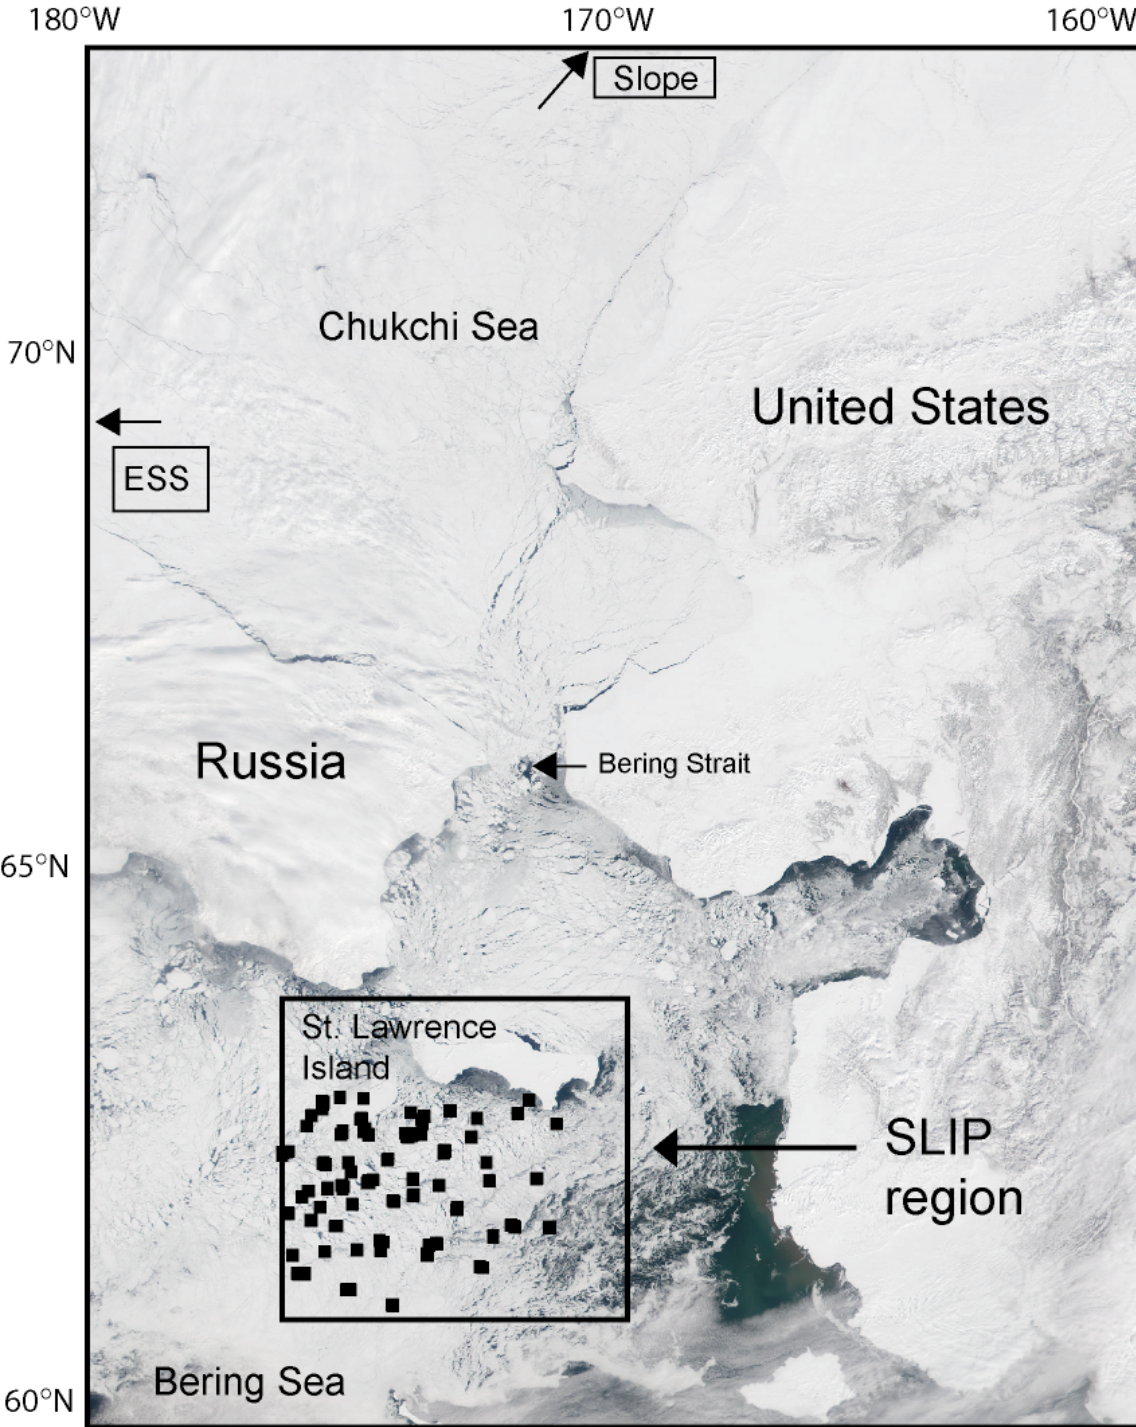 180°W 170°W 160°W
Slope
Chukchi Sea
70°N
United States
ESS
Russia
Bering Strait
65°N
St. Lawrence
Island
SLIP
region
Bering Sea
60°N